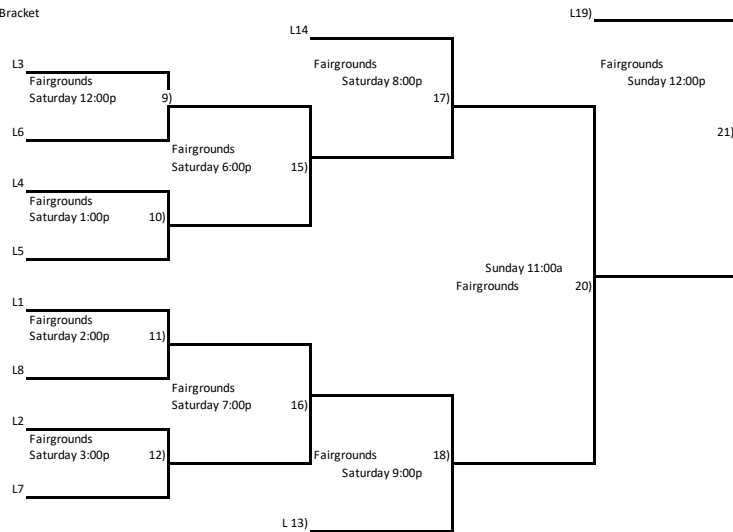 Bracket
L19)
L14
Fairgrounds
Saturday 8:00p
17)
Fairgrounds
Sunday 12:00p
21)
L3
Fairgrounds
Saturday 12:00p
9)
L6
Fairgrounds
Saturday 6:00p
15)
L4
Fairgrounds
Saturday 1:00p
10)
L5
Sunday 11:00a
Fairgrounds
20)
L1
Fairgrounds
Saturday 2:00p
11)
L8
Fairgrounds
Saturday 7:00p
16)
L2
Fairgrounds
Saturday 3:00p
12)
L7
Fairgrounds
18)
Saturday 9:00p
L 13)